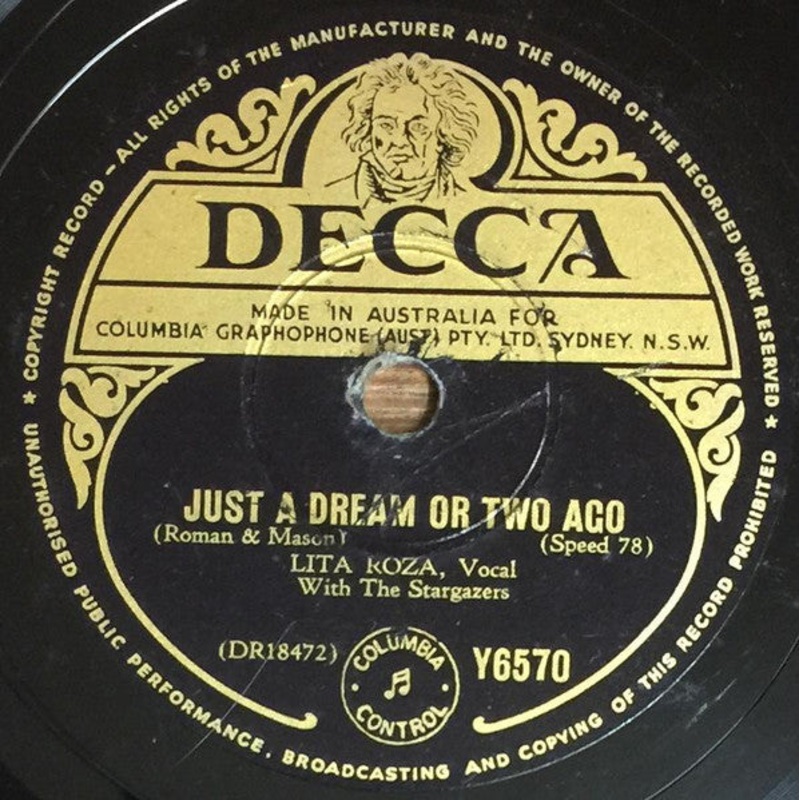 ★ COPYRIGHT RECORD – ALL RIGHTS OF THE MANUFACTURER AND THE OWNER OF THE RECORDED WORK RESERVED ★
DECCA
MADE IN AUSTRALIA FOR
COLUMBIA GRAPHOPHONE (AUST) PTY. LTD. SYDNEY. N.S.W.
JUST A DREAM OR TWO AGO
(Roman & Mason) (Speed 78)
LITA ROZA, Vocal
With The Stargazers
(DR18472) COLUMBIA CONTROL Y6570
UNAUTHORISED PUBLIC PERFORMANCE, BROADCASTING AND COPYING OF THIS RECORD PROHIBITED